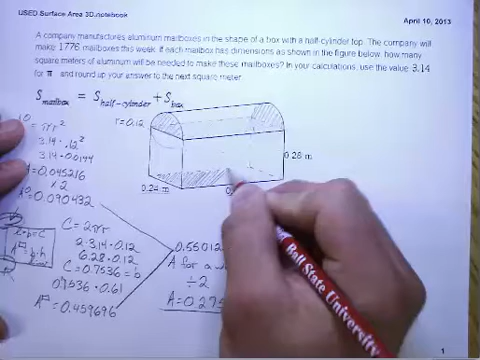 USED Surface Area 3D.notebook
April 10, 2013
A company manufactures aluminum mailboxes in the shape of a box with a half-cylinder top. The company will
make 1776 mailboxes this week. If each mailbox has dimensions as shown in the figure below, how many
square meters of aluminum will be needed to make these mailboxes? In your calculations, use the value 3.14
for π and round up your answer to the next square meter.
S mailbox = S half-cylinder + S box
r=0.12
= πr²
3.14 · .12²
3.14 · 0.0144
A=0.045216
x 2
A=0.090432
0.28 m
0.24 m
C = 2πr
2·3.14·0.12
6.28·0.12
C = 0.7536 = b
0.7536 · 0.61
A = 0.459696
0.55012
A for a
÷2
A=0.275
Ball State University
1